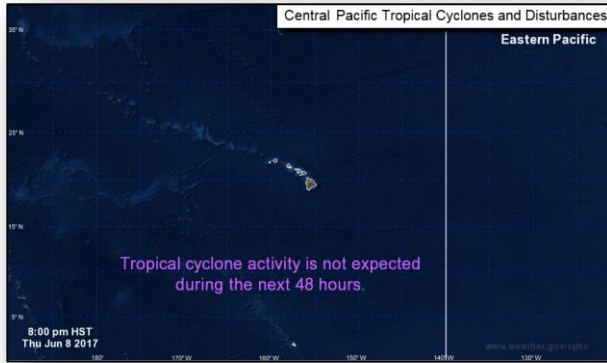 Central Pacific Tropical Cyclones and Disturbances
Eastern Pacific
35° N
25° N
15° N
5° N
Tropical cyclone activity is not expected
during the next 48 hours.
8:00 pm HST
Thu Jun 8 2017
www.weather.gov/cphc
180° 170° W 160° W 150° W 140° W 130° W